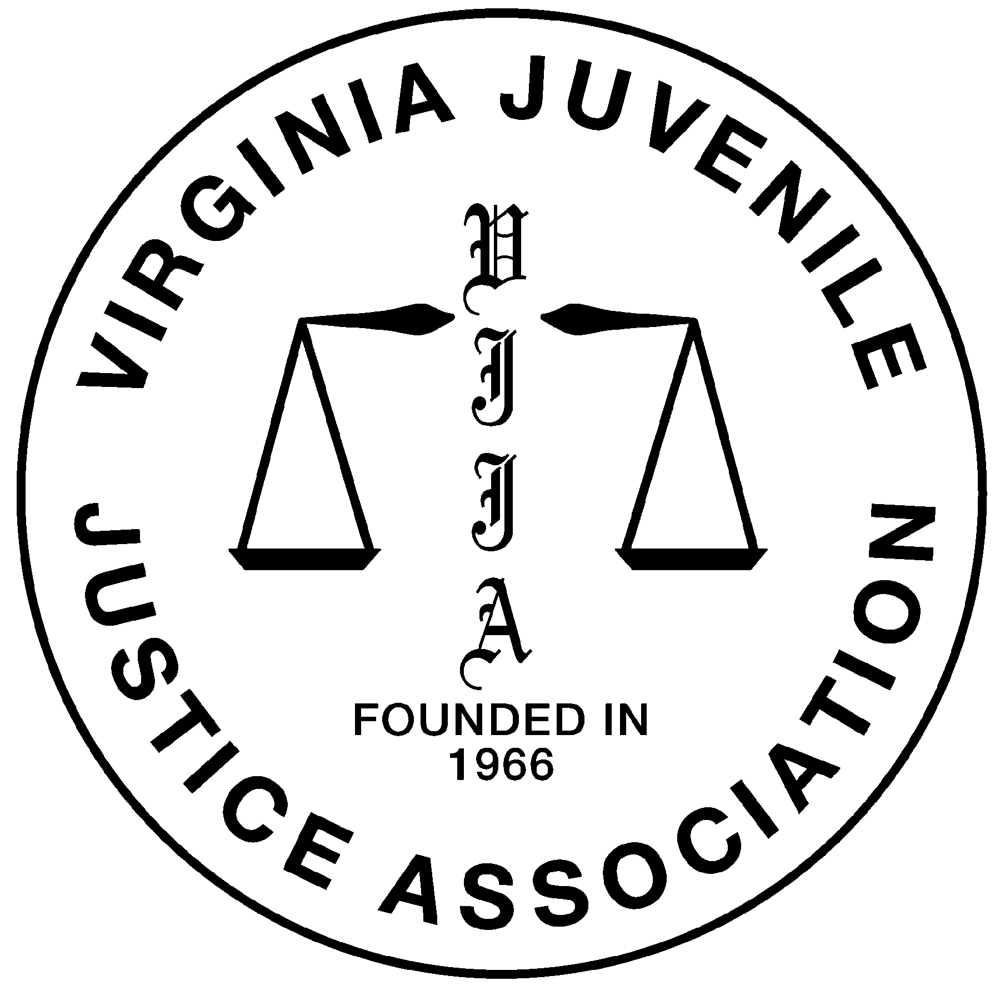 VIRGINIA JUVENILE
V
J
J
A
FOUNDED IN
1966
JUSTICE ASSOCIATION